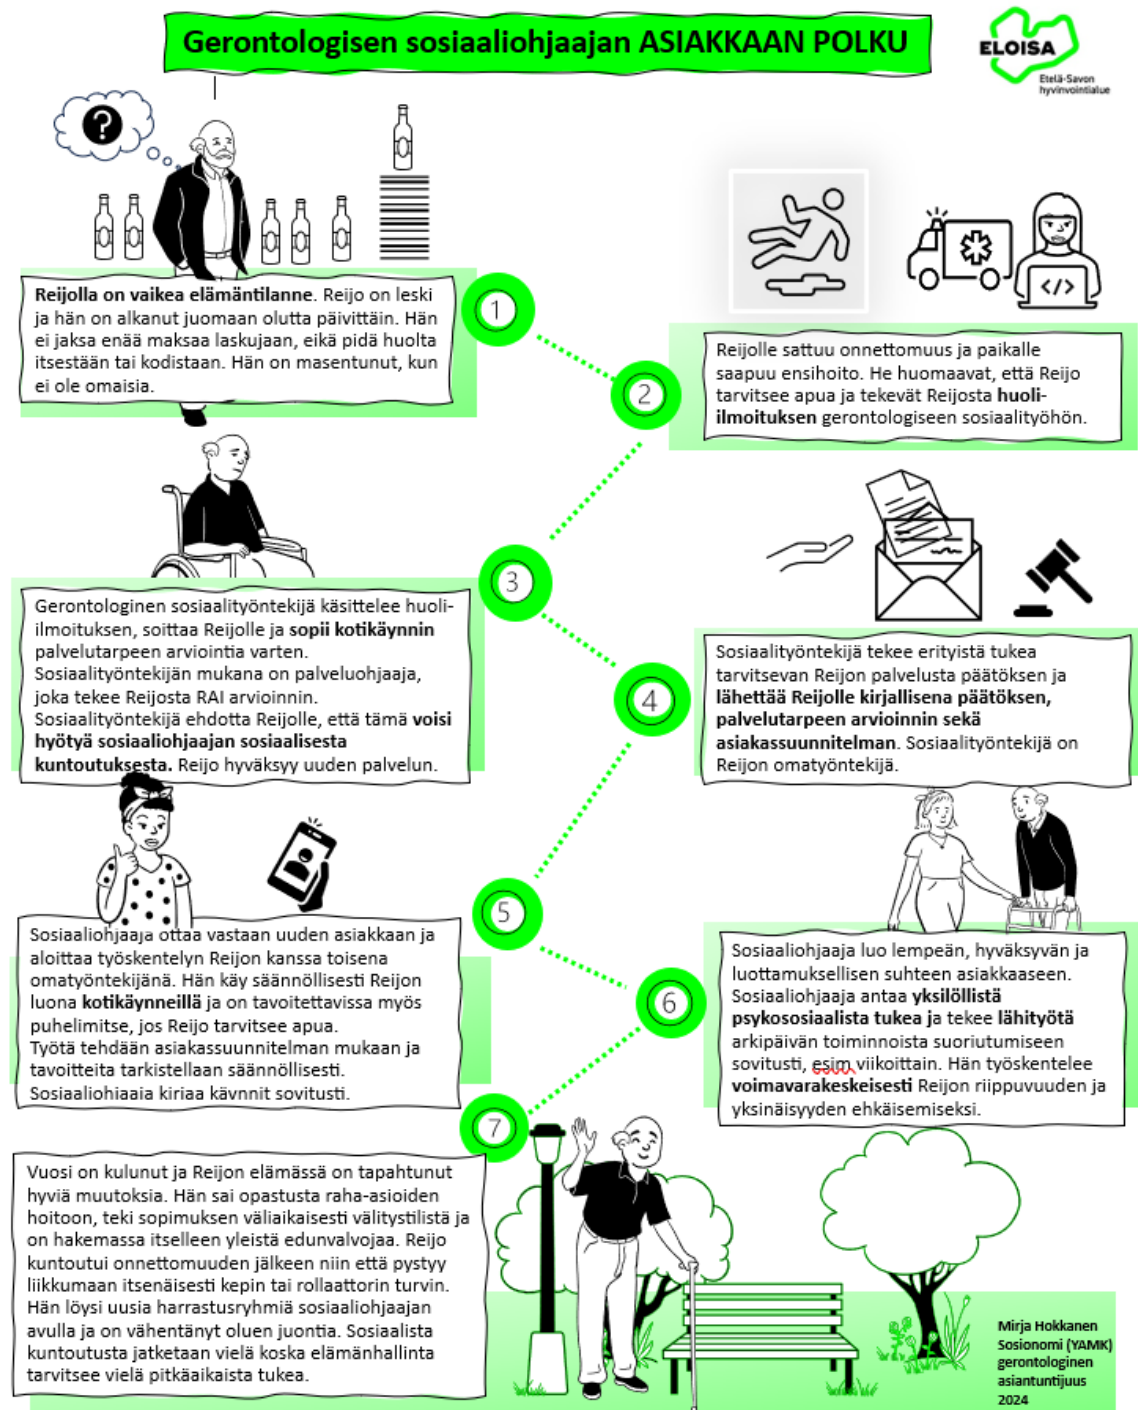 Gerontologisen sosiaaliohjaajan ASIAKKAAN POLKU
ELOISA
Etelä-Savon
hyvinvointialue
?
Reijolla on vaikea elämäntilanne. Reijo on leski
ja hän on alkanut juomaan olutta päivittäin. Hän
ei jaksa enää maksaa laskujaan, eikä pidä huolta
itsestään tai kodistaan. Hän on masentunut, kun
ei ole omaisia.
1
</>
2
Reijolle sattuu onnettomuus ja paikalle
saapuu ensihoito. He huomaavat, että Reijo
tarvitsee apua ja tekevät Reijosta huoli-
ilmoituksen gerontologiseen sosiaalityöhön.
3
Gerontologinen sosiaalityöntekijä käsittelee huoli-
ilmoituksen, soittaa Reijolle ja sopii kotikäynnin
palvelutarpeen arviointia varten.
Sosiaalityöntekijän mukana on palveluohjaaja,
joka tekee Reijosta RAI arvioinnin.
Sosiaalityöntekijä ehdotta Reijolle, että tämä voisi
hyötyä sosiaaliohjaajan sosiaalisesta
kuntoutuksesta. Reijo hyväksyy uuden palvelun.
4
Sosiaalityöntekijä tekee erityistä tukea
tarvitsevan Reijon palvelusta päätöksen ja
lähettää Reijolle kirjallisena päätöksen,
palvelutarpeen arvioinnin sekä
asiakassuunnitelman. Sosiaalityöntekijä on
Reijon omatyöntekijä.
5
Sosiaaliohjaaja ottaa vastaan uuden asiakkaan ja
aloittaa työskentelyn Reijon kanssa toisena
omatyöntekijänä. Hän käy säännöllisesti Reijon
luona kotikäynneillä ja on tavoitettavissa myös
puhelimitse, jos Reijo tarvitsee apua.
Työtä tehdään asiakassuunnitelman mukaan ja
tavoitteita tarkistellaan säännöllisesti.
Sosiaaliohjaaja kirjaa käynnit sovitusti.
6
Sosiaaliohjaaja luo lempeän, hyväksyvän ja
luottamuksellisen suhteen asiakkaaseen.
Sosiaaliohjaaja antaa yksilöllistä
psykososiaalista tukea ja tekee lähityötä
arkipäivän toiminnoista suoriutumiseen
sovitusti, esim viikoittain. Hän työskentelee
voimavarakeskeisesti Reijon riippuvuuden ja
yksinäisyyden ehkäisemiseksi.
7
Vuosi on kulunut ja Reijon elämässä on tapahtunut
hyviä muutoksia. Hän sai opastusta raha-asioiden
hoitoon, teki sopimuksen väliaikaisesti välitystilistä ja
on hakemassa itselleen yleistä edunvalvojaa. Reijo
kuntoutui onnettomuuden jälkeen niin että pystyy
liikkumaan itsenäisesti kepin tai rollaattorin turvin.
Hän löysi uusia harrastusryhmiä sosiaaliohjaajan
avulla ja on vähentänyt oluen juontia. Sosiaalista
kuntoutusta jatketaan vielä koska elämänhallinta
tarvitsee vielä pitkäaikaista tukea.
Mirja Hokkanen
Sosionomi (YAMK)
gerontologinen
asiantuntijuus
2024